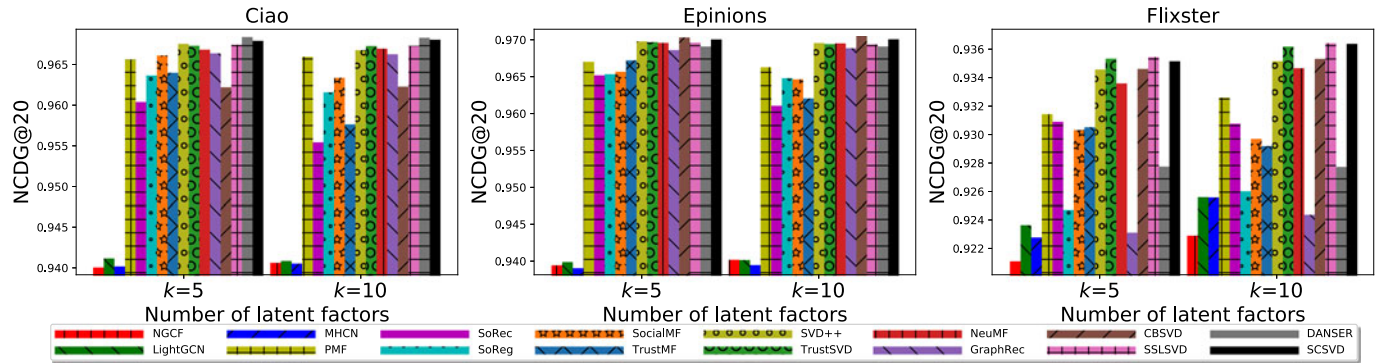 Ciao
Epinions
Flixster
NCDG@20
0.965
0.960
0.955
0.950
0.945
0.940
k=5
k=10
Number of latent factors
NCDG@20
0.970
0.965
0.960
0.955
0.950
0.945
0.940
k=5
k=10
Number of latent factors
NCDG@20
0.936
0.934
0.932
0.930
0.928
0.926
0.924
0.922
k=5
k=10
Number of latent factors
NGCF MHCN SoRec SocialMF SVD++ NeuMF CBSVD DANSER
LightGCN PMF SoReg TrustMF TrustSVD GraphRec SSLSVD SCSVD